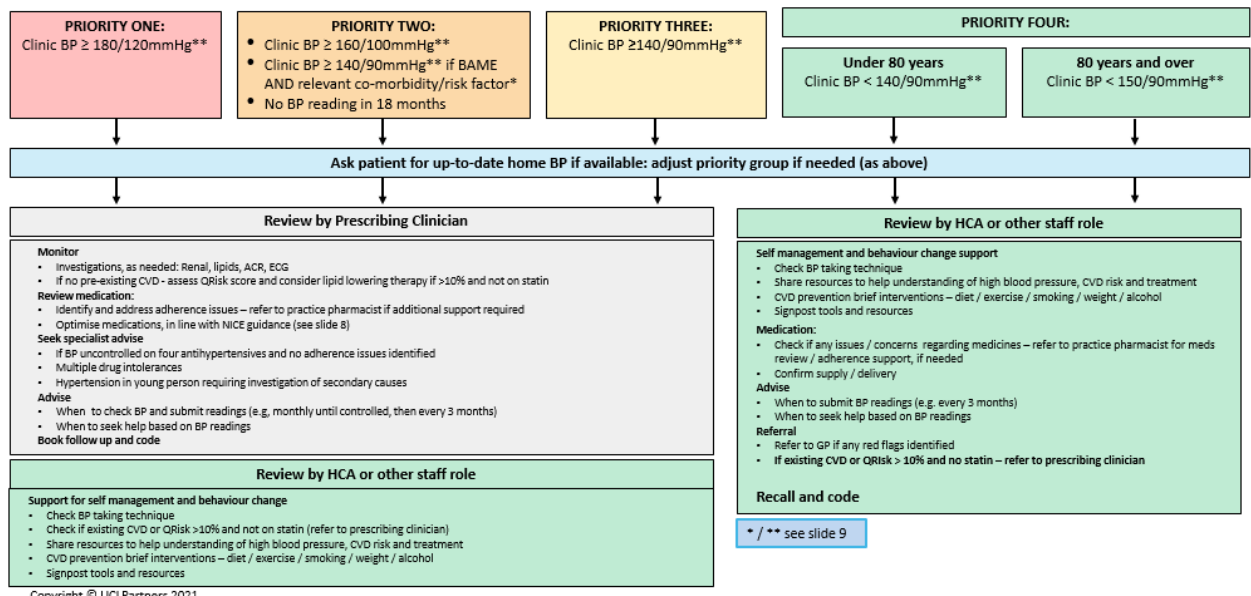 PRIORITY ONE:
Clinic BP ≥ 180/120mmHg**
PRIORITY TWO:
• Clinic BP ≥ 160/100mmHg**
• Clinic BP ≥ 140/90mmHg** if BAME
AND relevant co-morbidity/risk factor*
• No BP reading in 18 months
PRIORITY THREE:
Clinic BP ≥140/90mmHg**
PRIORITY FOUR:
Under 80 years
Clinic BP < 140/90mmHg**
80 years and over
Clinic BP < 150/90mmHg**
Ask patient for up-to-date home BP if available: adjust priority group if needed (as above)
Review by Prescribing Clinician
Monitor
• Investigations, as needed: Renal, lipids, ACR, ECG
• If no pre-existing CVD - assess QRisk score and consider lipid lowering therapy if >10% and not on statin
Review medication:
• Identify and address adherence issues – refer to practice pharmacist if additional support required
• Optimise medications, in line with NICE guidance (see slide 8)
Seek specialist advise
• If BP uncontrolled on four antihypertensives and no adherence issues identified
• Multiple drug intolerances
• Hypertension in young person requiring investigation of secondary causes
Advise
• When to check BP and submit readings (e.g, monthly until controlled, then every 3 months)
• When to seek help based on BP readings
Book follow up and code
Review by HCA or other staff role
Support for self management and behaviour change
• Check BP taking technique
• Check if existing CVD or QRisk >10% and not on statin (refer to prescribing clinician)
• Share resources to help understanding of high blood pressure, CVD risk and treatment
• CVD prevention brief interventions – diet / exercise / smoking / weight / alcohol
• Signpost tools and resources
Review by HCA or other staff role
Self management and behaviour change support
• Check BP taking technique
• Share resources to help understanding of high blood pressure, CVD risk and treatment
• CVD prevention brief interventions – diet / exercise / smoking / weight / alcohol
• Signpost tools and resources
Medication:
• Check if any issues / concerns regarding medicines – refer to practice pharmacist for meds
review / adherence support, if needed
• Confirm supply / delivery
Advise
• When to submit BP readings (e.g. every 3 months)
• When to seek help based on BP readings
Referral
• Refer to GP if any red flags identified
• If existing CVD or QRIsk > 10% and no statin – refer to prescribing clinician
Recall and code
* / ** see slide 9
Copyright © UCLPartners 2021